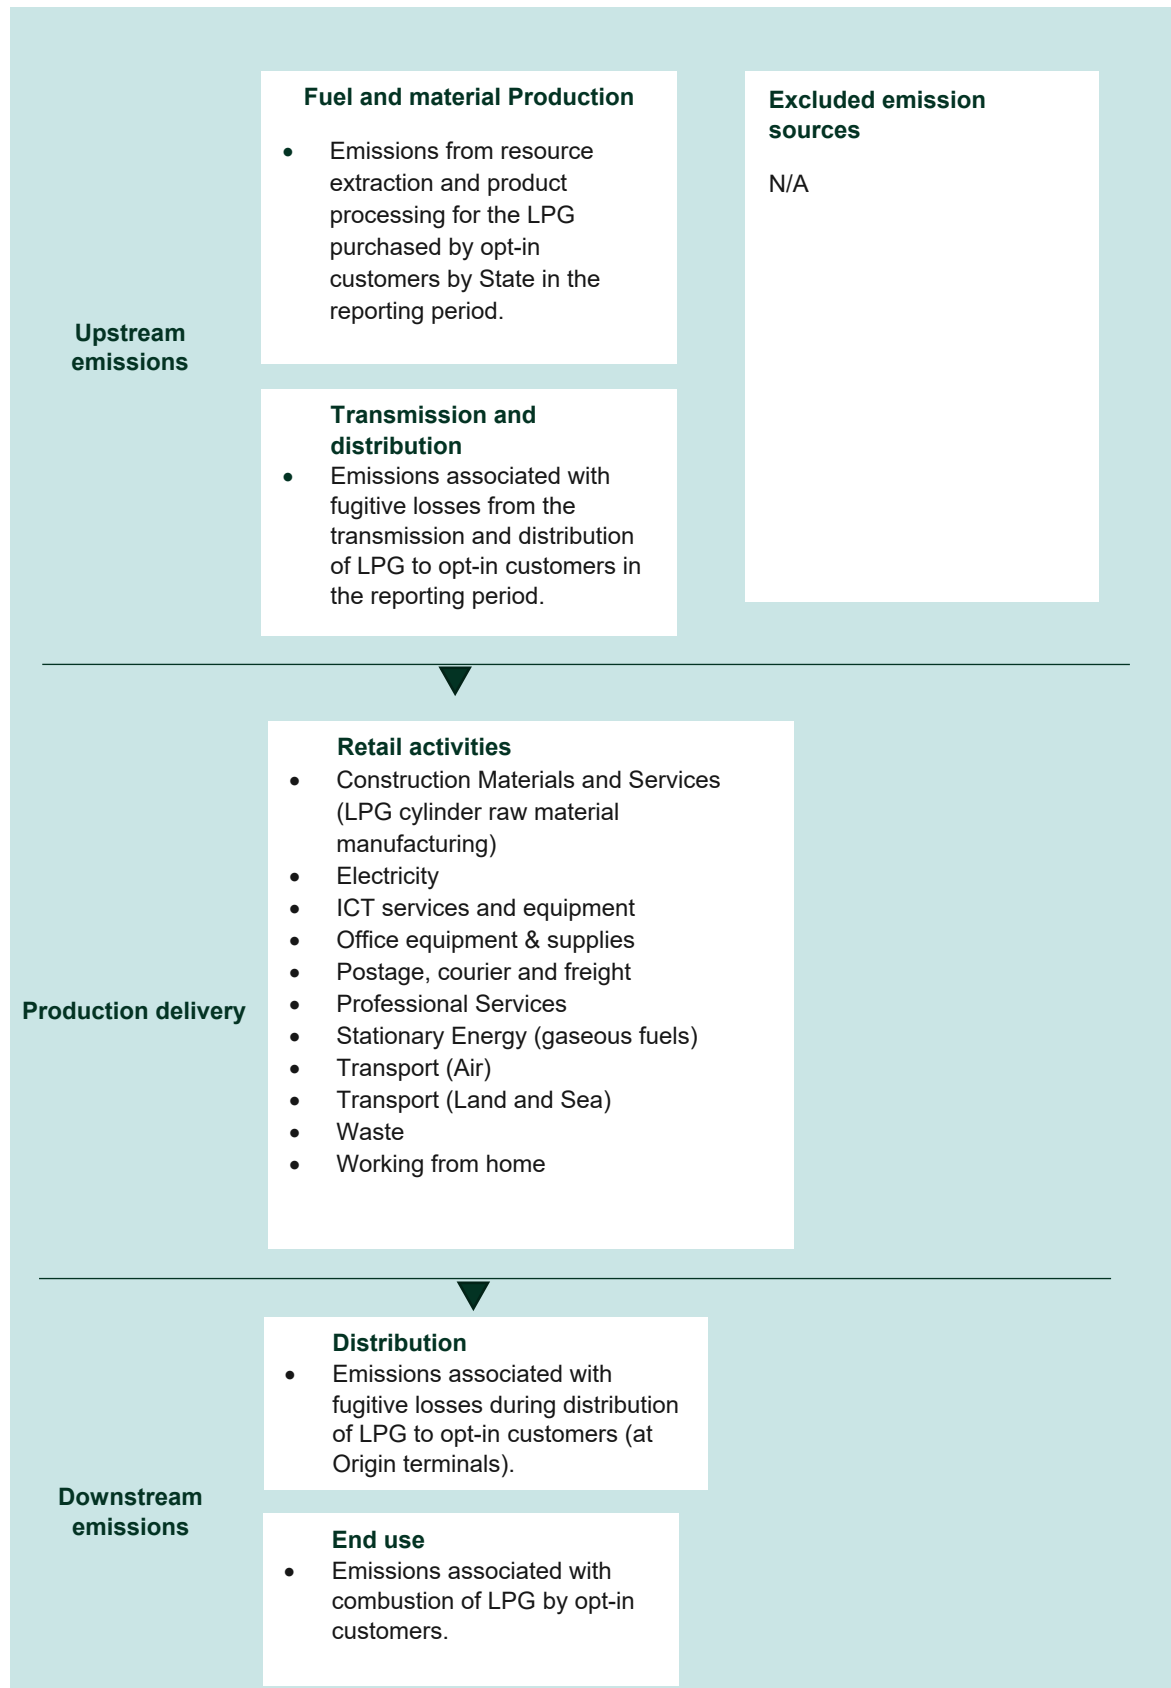 Upstream
emissions
Fuel and material Production
• Emissions from resource
extraction and product
processing for the LPG
purchased by opt-in
customers by State in the
reporting period.
Transmission and
distribution
• Emissions associated with
fugitive losses from the
transmission and distribution
of LPG to opt-in customers in
the reporting period.
Excluded emission
sources
N/A
Production delivery
Retail activities
• Construction Materials and Services
(LPG cylinder raw material
manufacturing)
• Electricity
• ICT services and equipment
• Office equipment & supplies
• Postage, courier and freight
• Professional Services
• Stationary Energy (gaseous fuels)
• Transport (Air)
• Transport (Land and Sea)
• Waste
• Working from home
Downstream
emissions
Distribution
• Emissions associated with
fugitive losses during distribution
of LPG to opt-in customers (at
Origin terminals).
End use
• Emissions associated with
combustion of LPG by opt-in
customers.